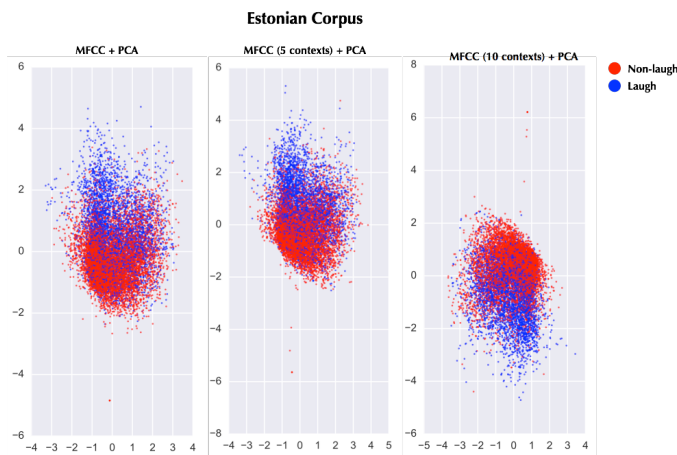 Estonian Corpus
MFCC + PCA
MFCC (5 contexts) + PCA
MFCC (10 contexts) + PCA
Non-laugh
Laugh
6
4
2
0
−2
−4
−6
−4 −3 −2 −1 0 1 2 3 4
6
4
2
0
−2
−4
−6
−8
−4 −3 −2 −1 0 1 2 3 4 5
8
6
4
2
0
−2
−4
−6
−5 −4 −3 −2 −1 0 1 2 3 4